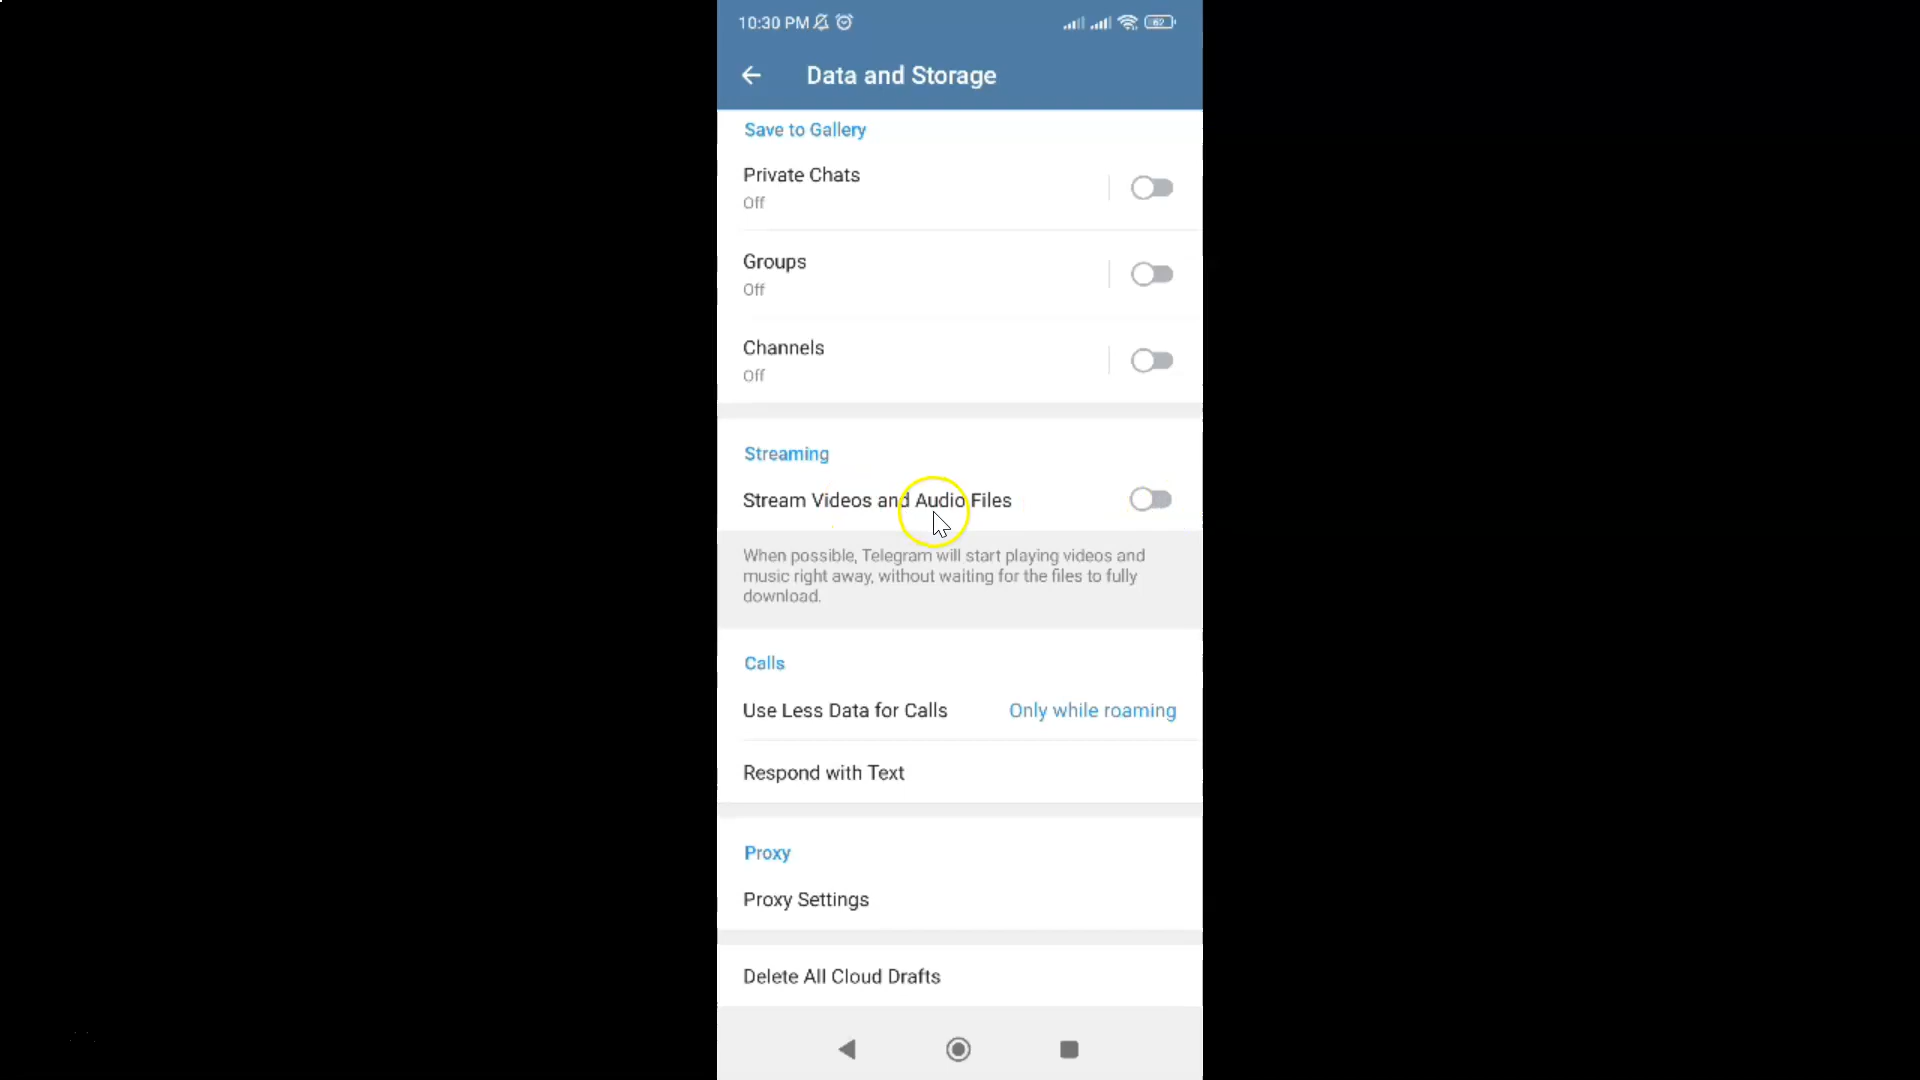 10:30 PM
62
Data and Storage
Save to Gallery
Private Chats
Off
Groups
Off
Channels
Off
Streaming
Stream Videos and Audio Files
When possible, Telegram will start playing videos and
music right away, without waiting for the files to fully
download.
Calls
Use Less Data for Calls Only while roaming
Respond with Text
Proxy
Proxy Settings
Delete All Cloud Drafts